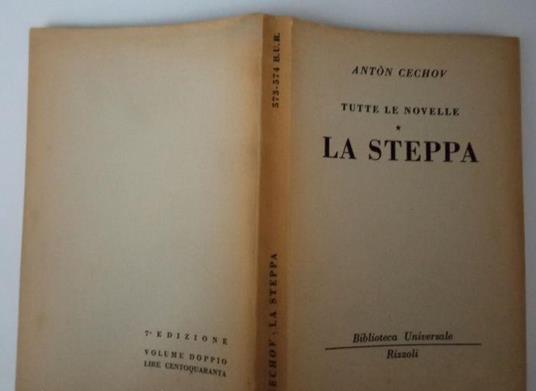 ANTÒN CECHOV
TUTTE LE NOVELLE
★
LA STEPPA
Biblioteca Universale
Rizzoli
573-574 B.U.R.
CECHOV · LA STEPPA
7ª EDIZIONE
VOLUME DOPPIO
LIRE CENTOQUARANTA